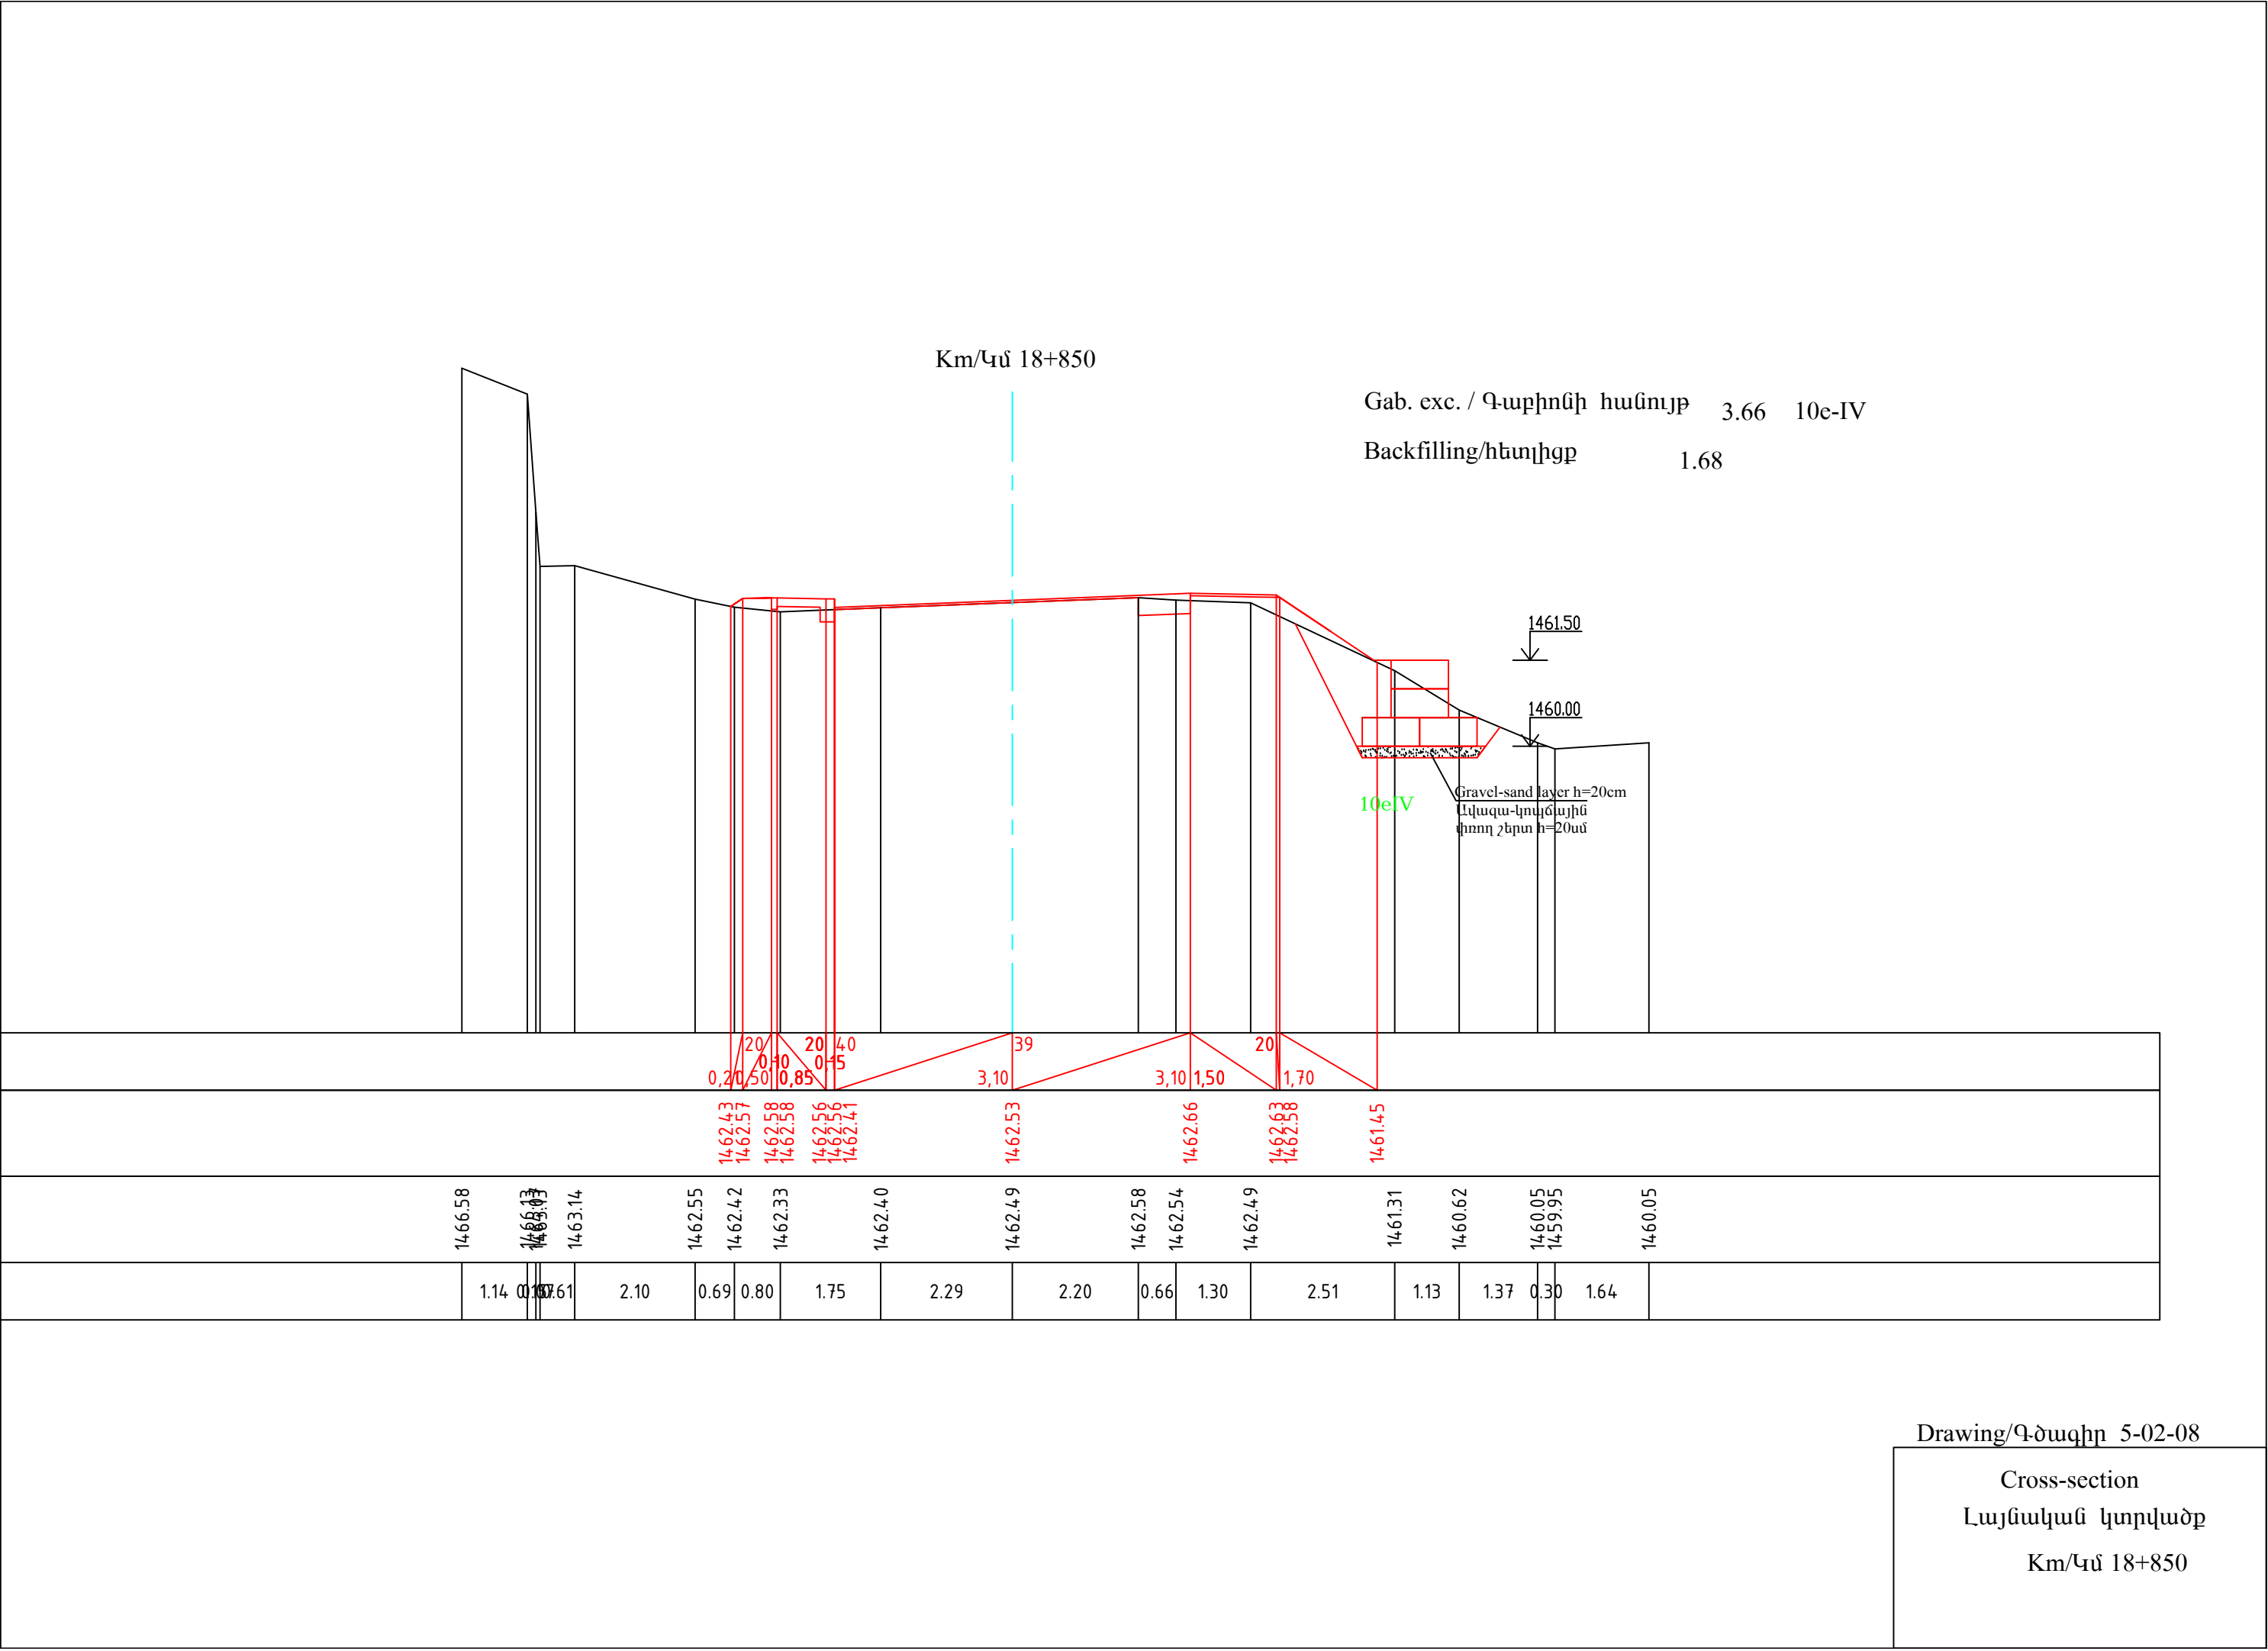 Km/Կմ 18+850
Gab. exc. / Գաբիոնի հանույթ 3.66 10e-IV
Backfilling/հետլիցք 1.68
1461.50
1460.00
10eIV
Gravel-sand layer h=20cm
Ավազա-կոպճային
փռող շերտ h=20սմ
20 20 40 39 20
0,10 0,15
0,20 0,50 0,85 3,10 3,10 1,50 1,70
1462.43 1462.57 1462.58 1462.58 1462.56 1462.56 1462.41 1462.53 1462.66 1462.63 1462.58 1461.45
1466.58 1466.13 1463.13 1463.14 1462.55 1462.42 1462.33 1462.40 1462.49 1462.58 1462.54 1462.49 1461.31 1460.62 1460.05 1459.95 1460.05
1.14 0.61 2.10 0.69 0.80 1.75 2.29 2.20 0.66 1.30 2.51 1.13 1.37 0.30 1.64
Drawing/Գծագիր 5-02-08
Cross-section
Լայնական կտրվածք
Km/Կմ 18+850